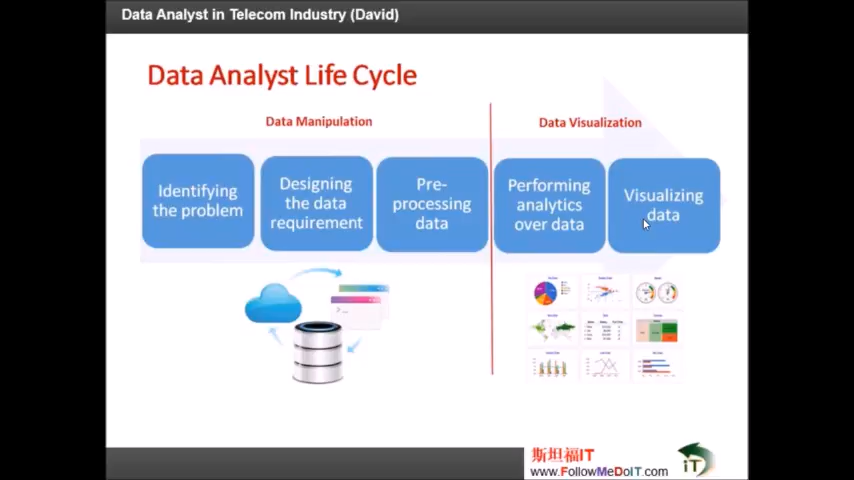 Data Analyst in Telecom Industry (David)
Data Analyst Life Cycle
Data Manipulation
Data Visualization
Identifying
the problem
Designing
the data
requirement
Pre-
processing
data
Performing
analytics
over data
Visualizing
data
斯坦福IT
www.FollowMeDoIT.com
iT